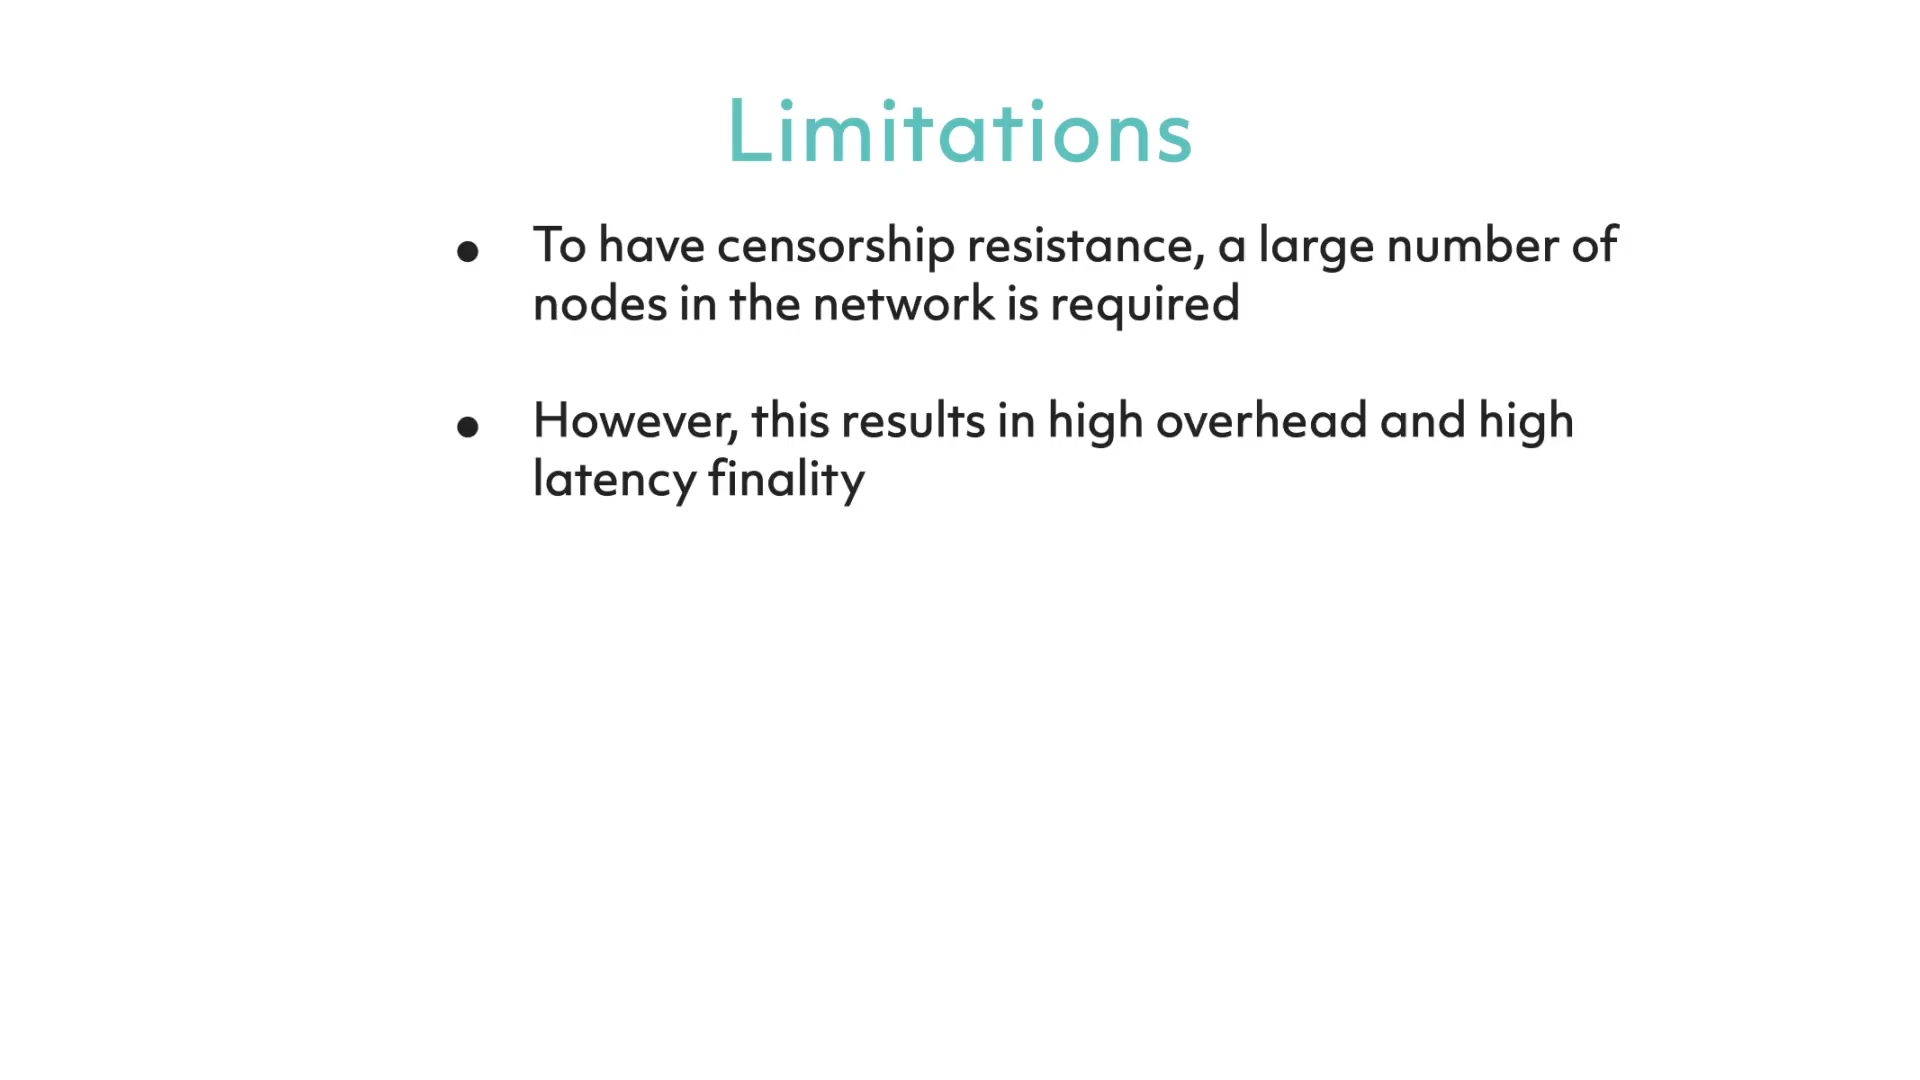 Limitations
• To have censorship resistance, a large number of
nodes in the network is required
• However, this results in high overhead and high
latency finality